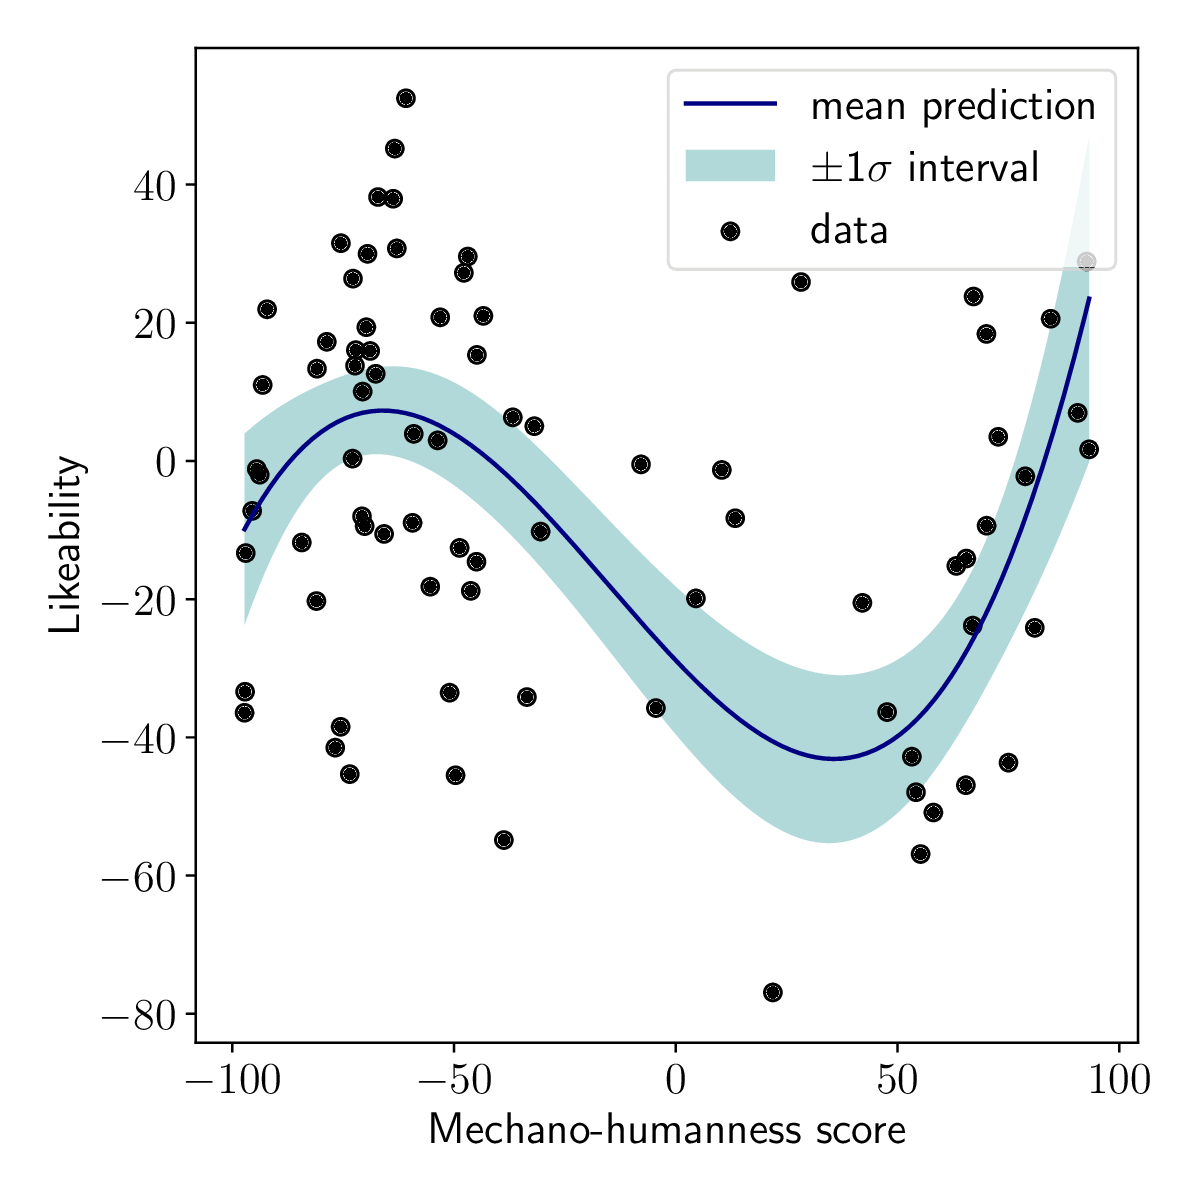 mean prediction
±1σ interval
data
40
20
0
−20
−40
−60
−80
Likeability
−100 −50 0 50 100
Mechano-humanness score